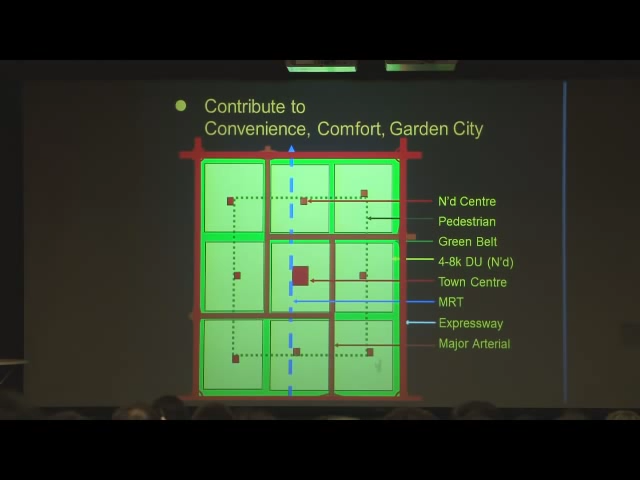 Contribute to
Convenience, Comfort, Garden City
N'd Centre
Pedestrian
Green Belt
4-8k DU (N'd)
Town Centre
MRT
Expressway
Major Arterial